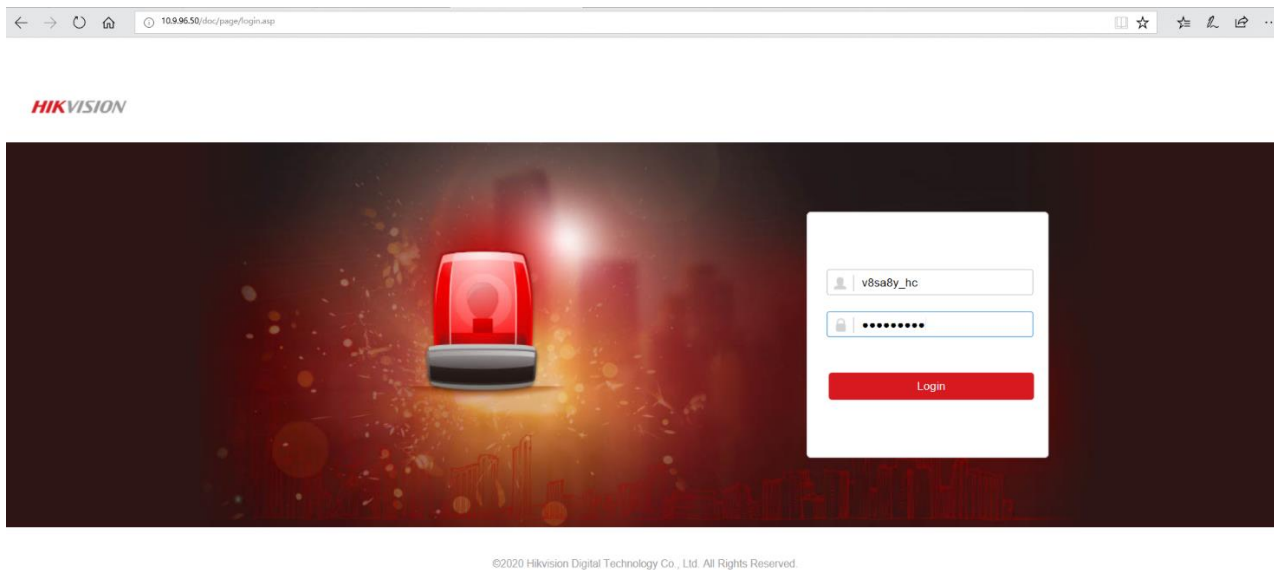 10.9.96.50/doc/page/login.asp
HIKVISION
v8sa8y_hc
•••••••••
Login
©2020 Hikvision Digital Technology Co., Ltd. All Rights Reserved.